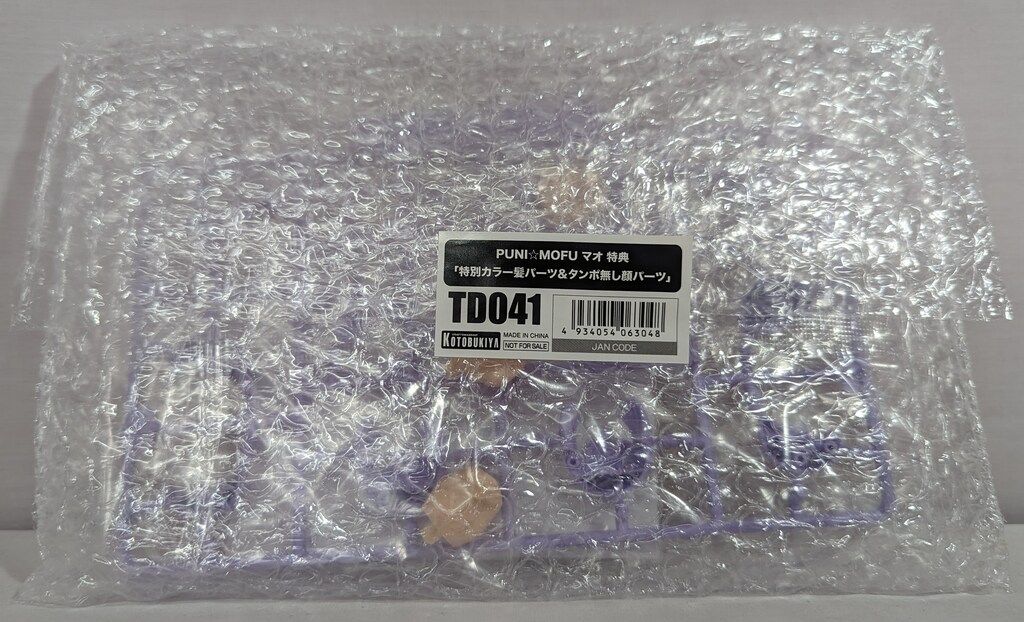 PUNI☆MOFU マオ 特典
「特別カラー髪パーツ&タンポ無し顔パーツ」
TD041
4 934054 063048
KOTOBUKIYA
MADE IN CHINA
NOT FOR SALE
JAN CODE